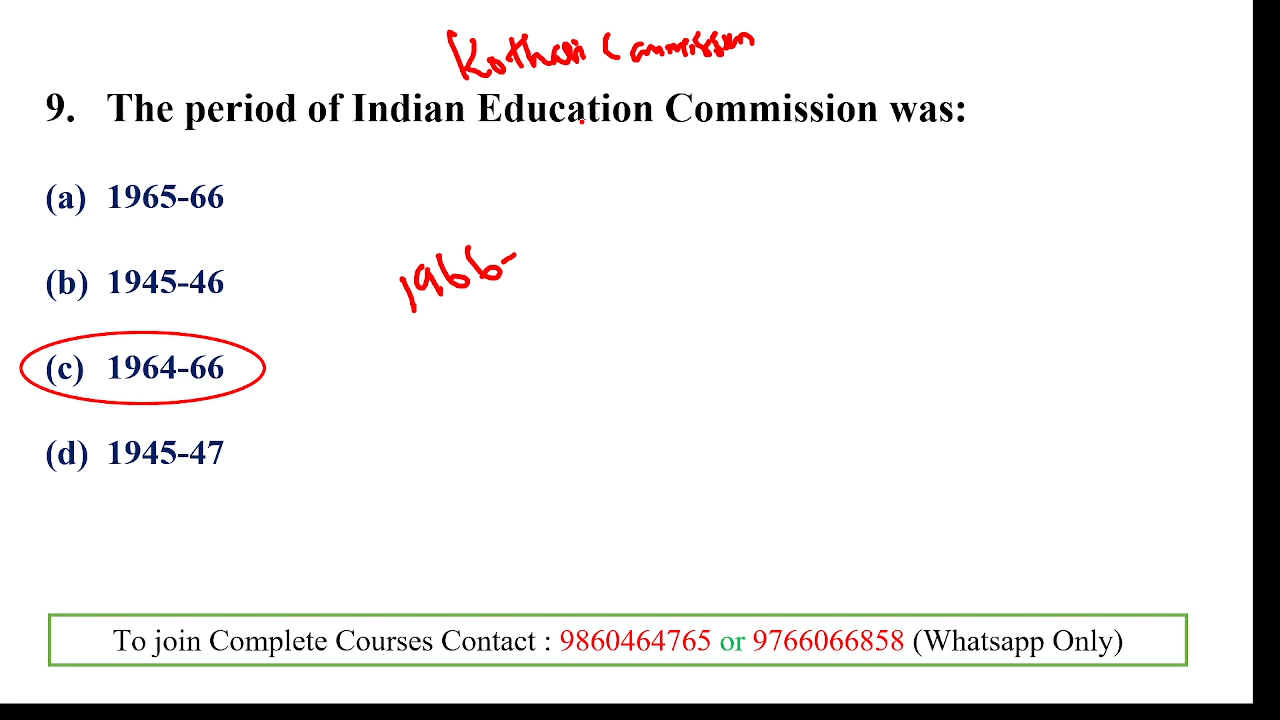 Kothari Commission
9. The period of Indian Education Commission was:
(a) 1965-66
(b) 1945-46
1966-
(c) 1964-66
(d) 1945-47
To join Complete Courses Contact : 9860464765 or 9766066858 (Whatsapp Only)